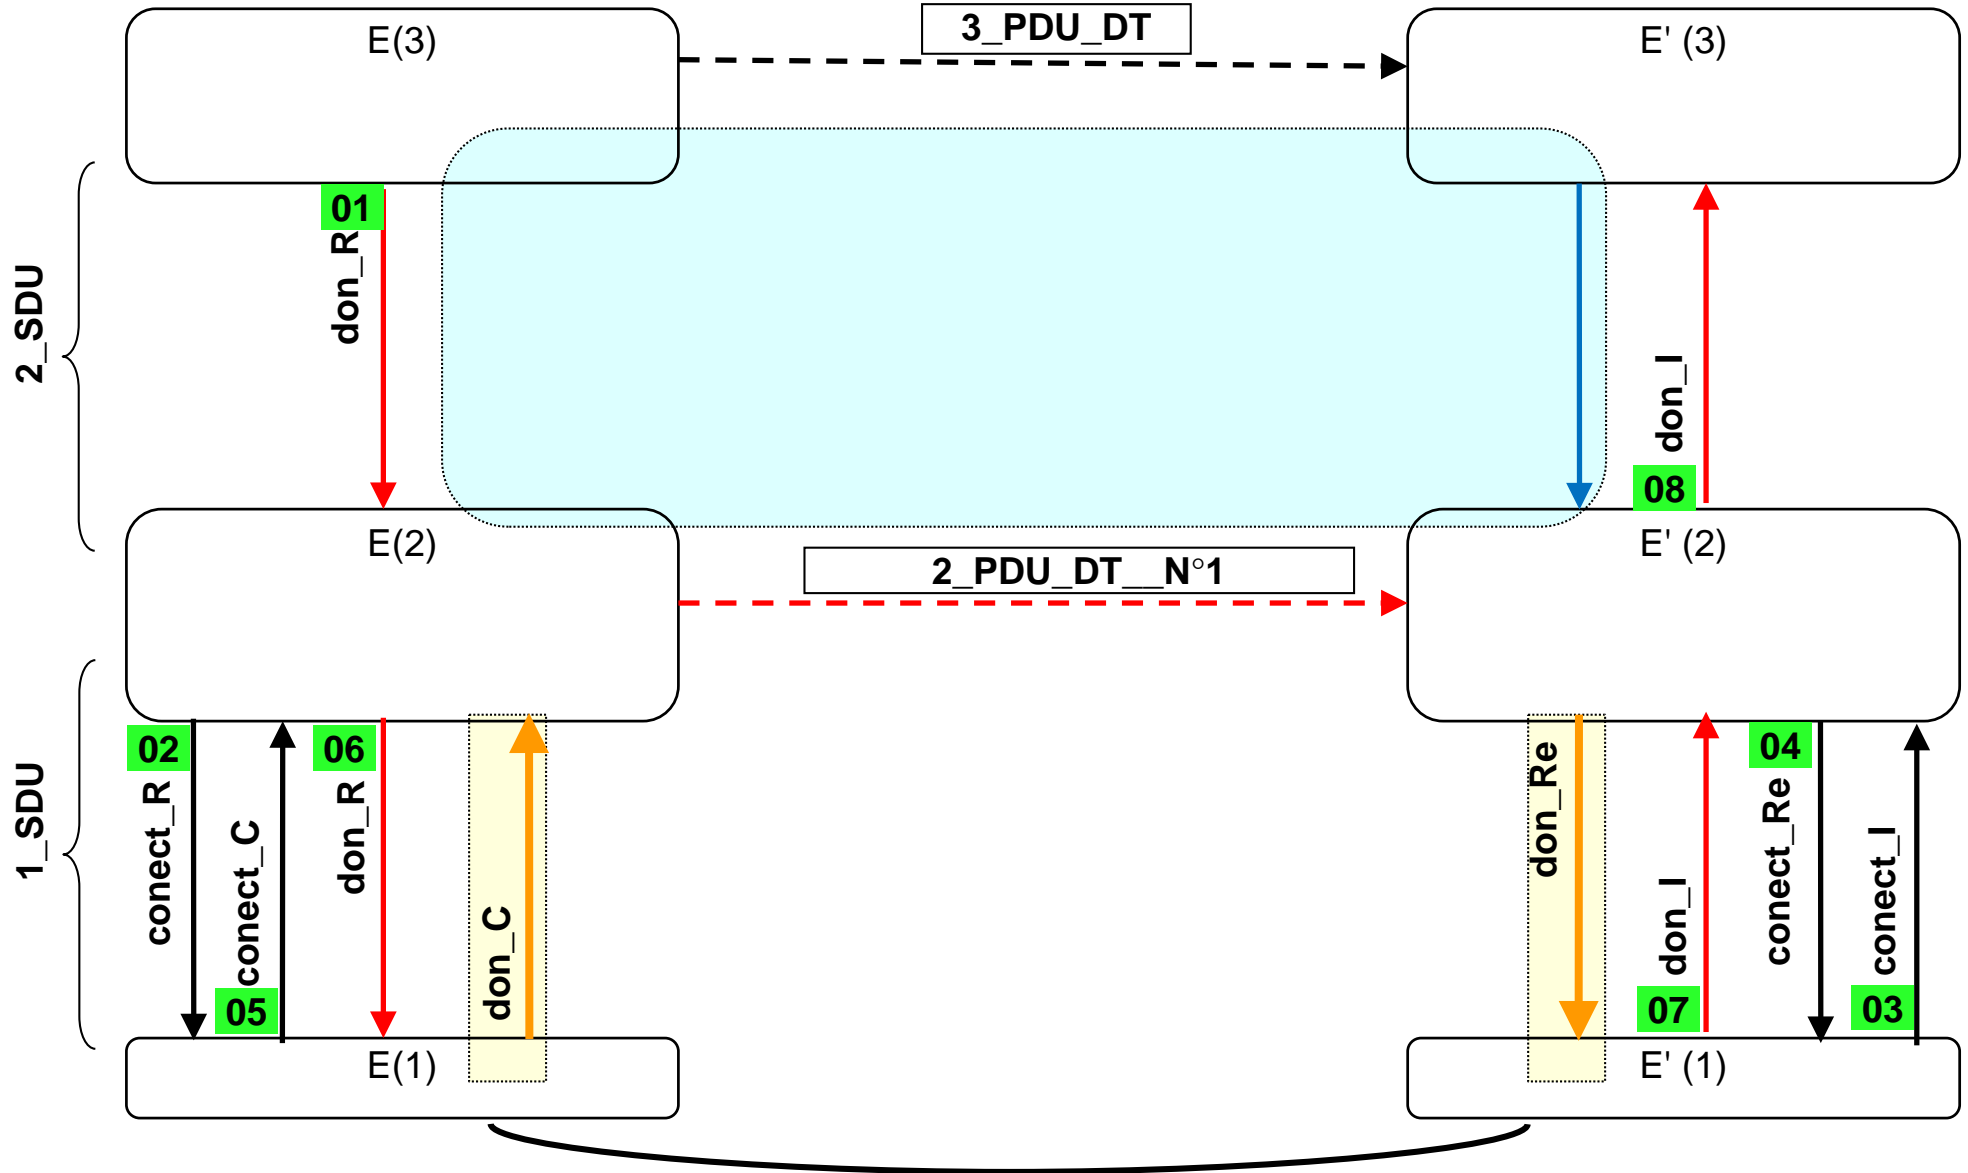 E(3)
3_PDU_DT
E' (3)
01
don_R
2_SDU
don_I
08
E(2)
2_PDU_DT__N°1
E' (2)
02
conect_R
05
conect_C
06
don_R
don_C
1_SDU
don_Re
07
don_I
04
conect_Re
03
conect_I
E(1)
E' (1)